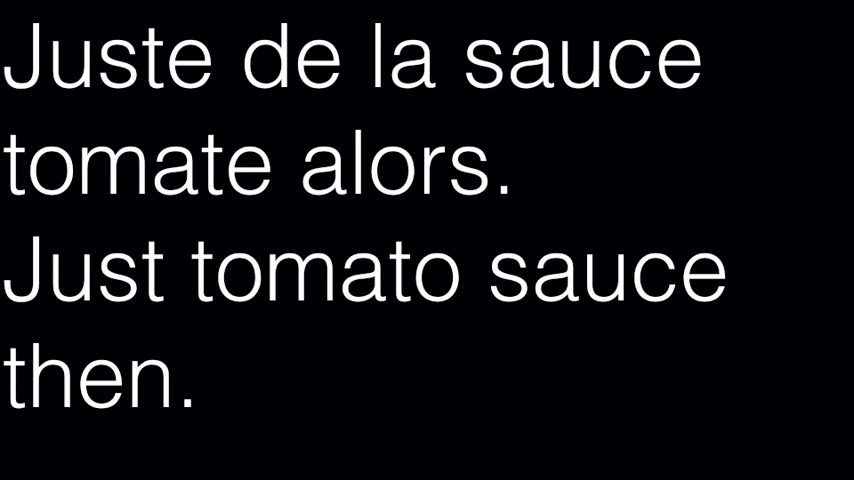 Juste de la sauce
tomate alors.
Just tomato sauce
then.